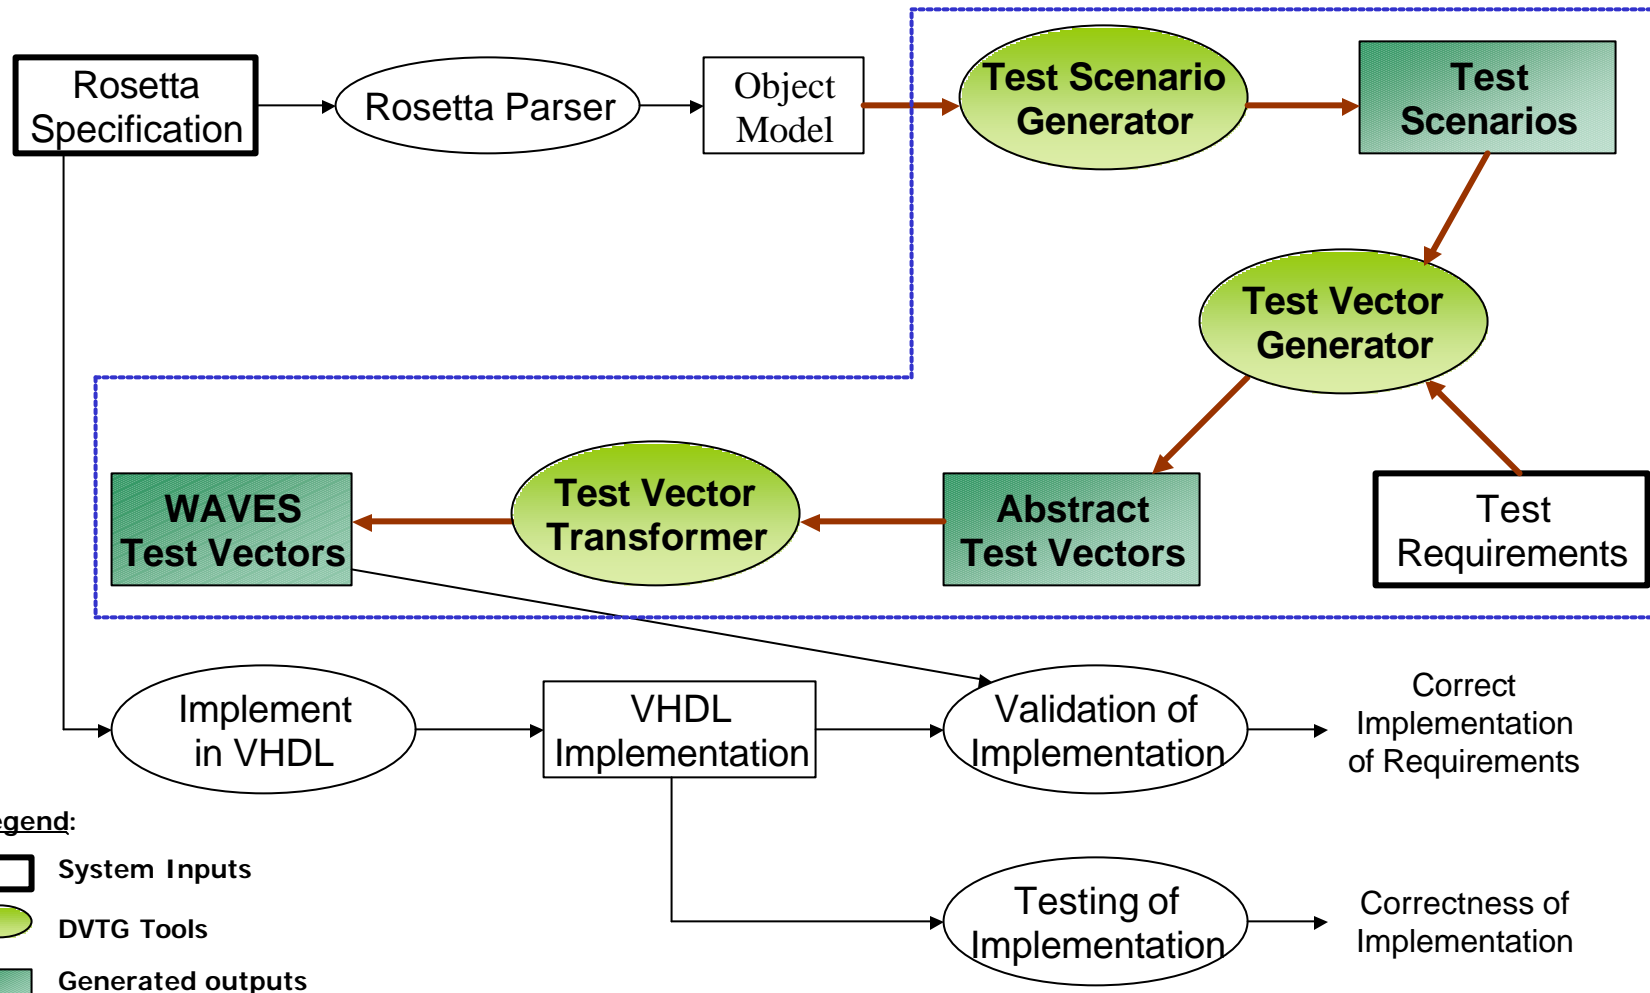 Rosetta
Specification
Rosetta Parser
Object
Model
Test Scenario
Generator
Test
Scenarios
Test Vector
Generator
WAVES
Test Vectors
Test Vector
Transformer
Abstract
Test Vectors
Test
Requirements
Implement
in VHDL
VHDL
Implementation
Validation of
Implementation
Correct
Implementation
of Requirements
Testing of
Implementation
Correctness of
Implementation
egend:
System Inputs
DVTG Tools
Generated outputs